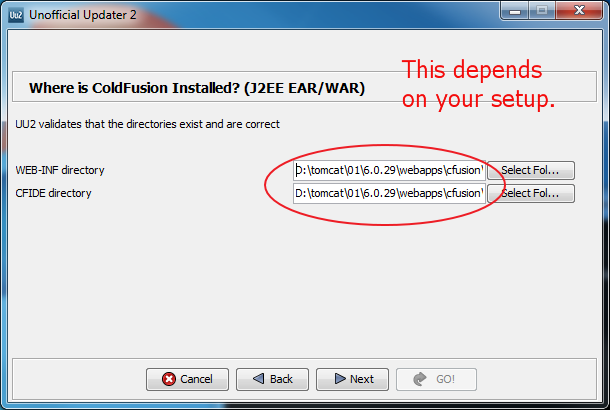 Uu2 Unofficial Updater 2
This depends
on your setup.
Where is ColdFusion Installed? (J2EE EAR/WAR)
UU2 validates that the directories exist and are correct
WEB-INF directory D:\tomcat\01\6.0.29\webapps\cfusion\ Select Fol...
CFIDE directory D:\tomcat\01\6.0.29\webapps\cfusion\ Select Fol...
Cancel Back Next GO!